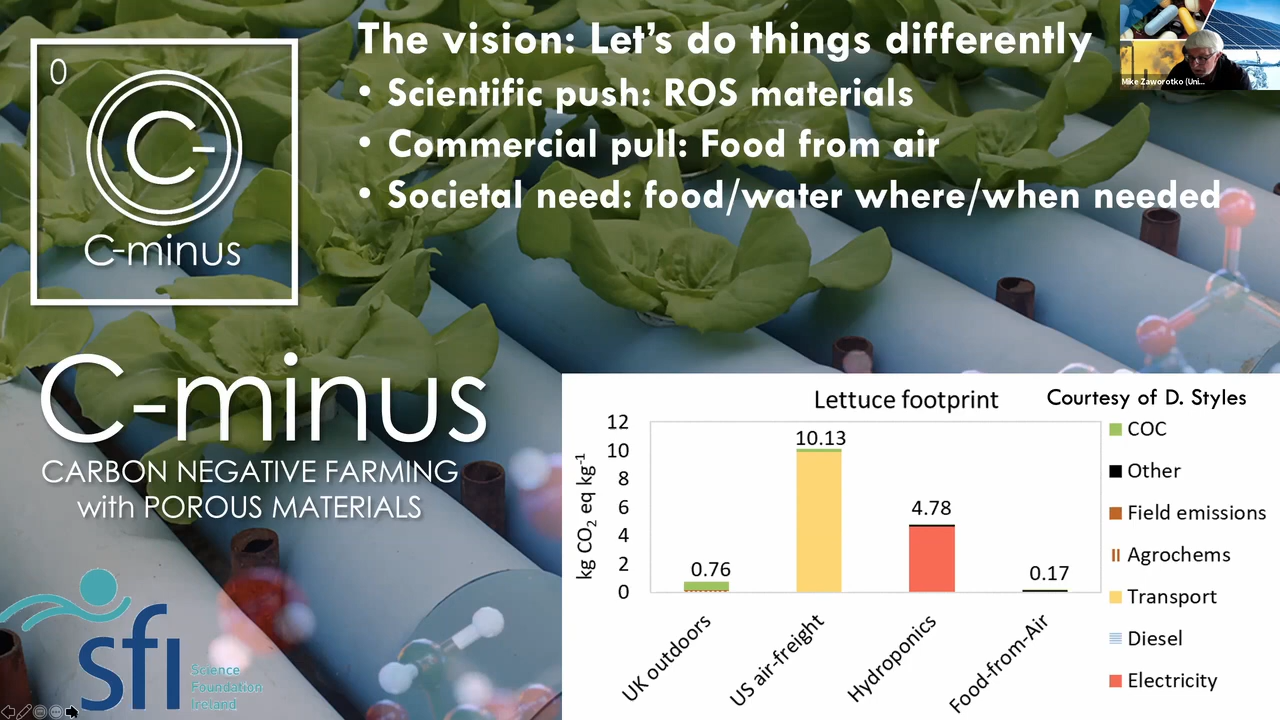 The vision: Let's do things differently
• Scientific push: ROS materials
• Commercial pull: Food from air
• Societal need: food/water where/when needed
Mike Zaworotko (Uni...
0
C-
C-minus
C-minus
CARBON NEGATIVE FARMING
with POROUS MATERIALS
sfi
Science
Foundation
Ireland
Lettuce footprint
Courtesy of D. Styles
kg CO₂ eq kg⁻¹
12
10
8
6
4
2
0
0.76
10.13
4.78
0.17
UK outdoors
US air-freight
Hydroponics
Food-from-Air
COC
Other
Field emissions
Agrochems
Transport
Diesel
Electricity